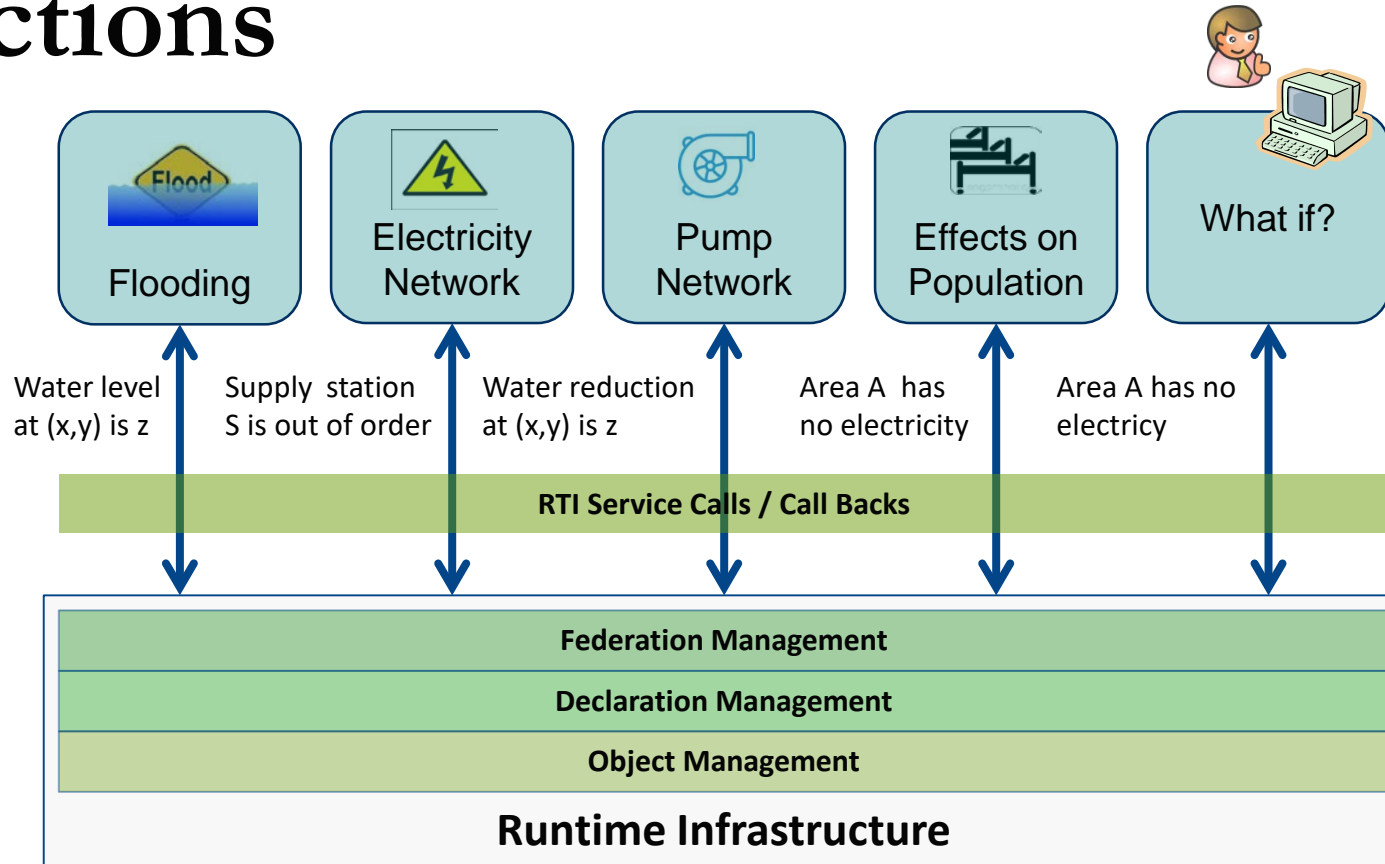 ctions
Flood
Flooding
Electricity
Network
Pump
Network
Effects on
Population
What if?
Water level
at (x,y) is z
Supply station
S is out of order
Water reduction
at (x,y) is z
Area A has
no electricity
Area A has no
electricy
RTI Service Calls / Call Backs
Federation Management
Declaration Management
Object Management
Runtime Infrastructure